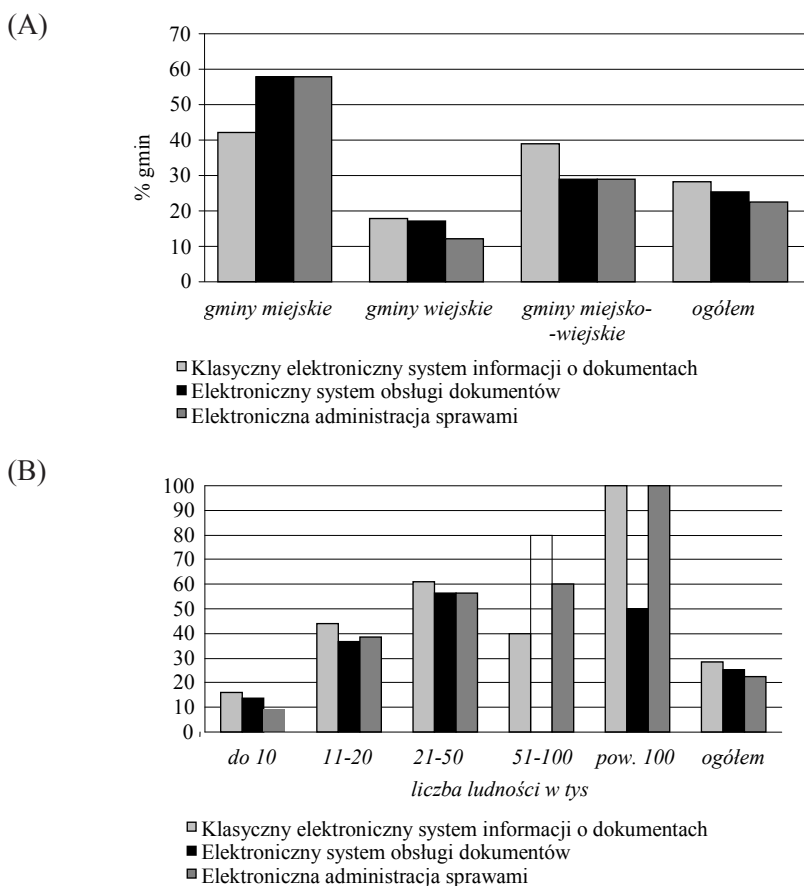 (A)
70
60
50
40
30
20
10
0
% gmin
gminy miejskie gminy wiejskie gminy miejsko- ogółem
-wiejskie
Klasyczny elektroniczny system informacji o dokumentach
Elektroniczny system obsługi dokumentów
Elektroniczna administracja sprawami
(B)
100
90
80
70
60
50
40
30
20
10
0
do 10 11-20 21-50 51-100 pow. 100 ogółem
liczba ludności w tys
Klasyczny elektroniczny system informacji o dokumentach
Elektroniczny system obsługi dokumentów
Elektroniczna administracja sprawami